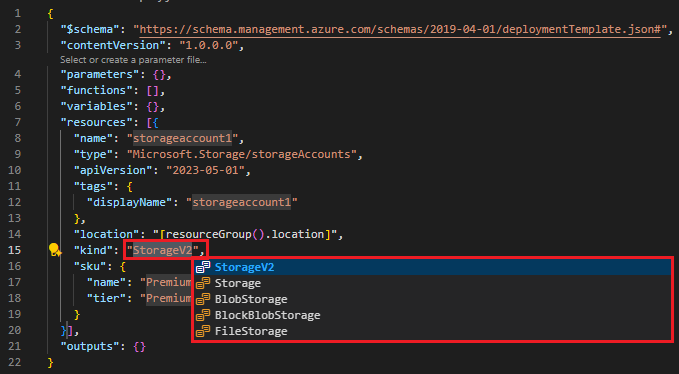 1 {
2 "$schema": "https://schema.management.azure.com/schemas/2019-04-01/deploymentTemplate.json#",
3 "contentVersion": "1.0.0.0",
Select or create a parameter file...
4 "parameters": {},
5 "functions": [],
6 "variables": {},
7 "resources": [{
8 "name": "storageaccount1",
9 "type": "Microsoft.Storage/storageAccounts",
10 "apiVersion": "2023-05-01",
11 "tags": {
12 "displayName": "storageaccount1"
13 },
14 "location": "[resourceGroup().location]",
15 "kind": "StorageV2",
16 "sku": {
StorageV2
17 "name": "Premium
Storage
18 "tier": "Premium
BlobStorage
19 }
BlockBlobStorage
20 }],
FileStorage
21 "outputs": {}
22 }